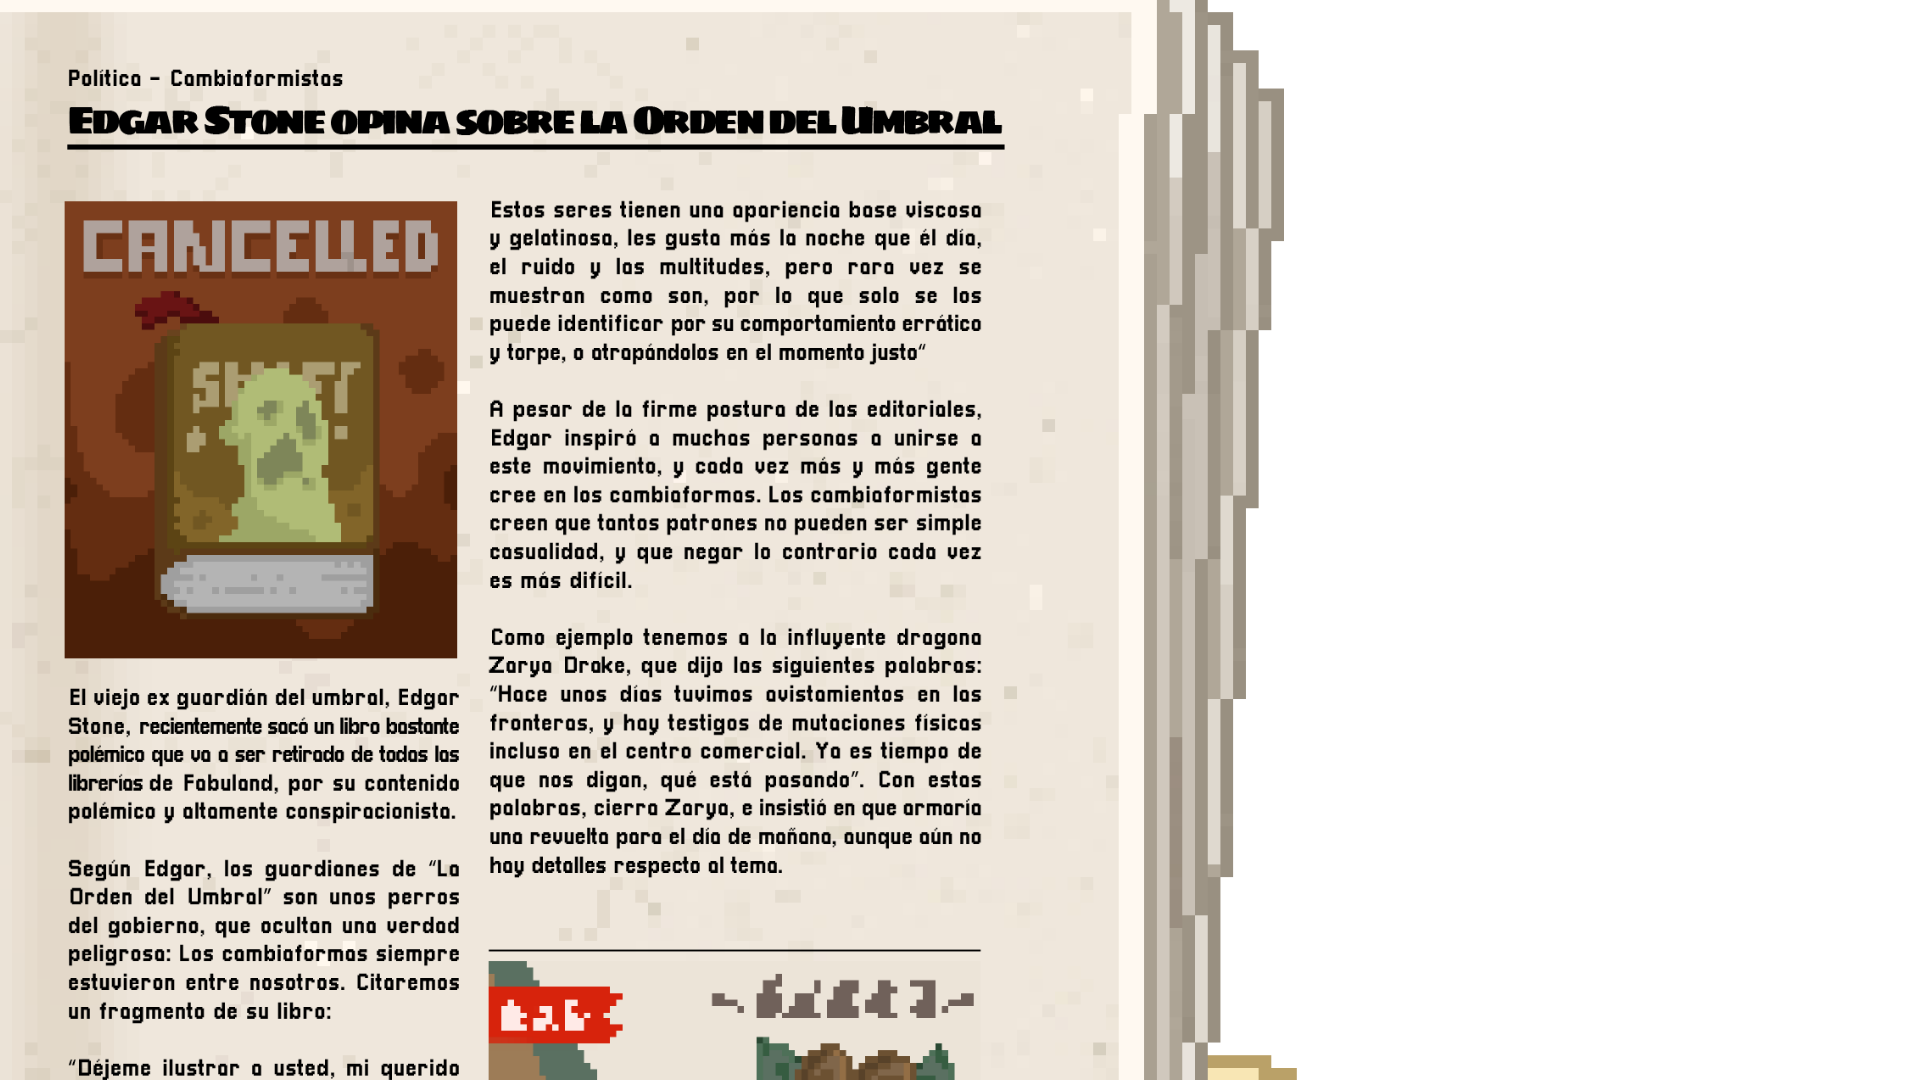 Política - Cambiaformistas
EDGAR STONE OPINA SOBRE LA ORDEN DEL UMBRAL
CANCELLED
El viejo ex guardián del umbral, Edgar
Stone, recientemente sacó un libro bastante
polémico que va a ser retirado de todas las
librerías de Fabuland, por su contenido
polémico y altamente conspiracionista.
Según Edgar, los guardianes de “La
Orden del Umbral” son unos perros
del gobierno, que ocultan una verdad
peligrosa: Los cambiaformas siempre
estuvieron entre nosotros. Citaremos
un fragmento de su libro:
“Déjeme ilustrar a usted, mi querido
Estos seres tienen una apariencia base viscosa
y gelatinosa, les gusta más la noche que él día,
el ruido y las multitudes, pero rara vez se
muestran como son, por lo que solo se los
puede identificar por su comportamiento errático
y torpe, o atrapándolos en el momento justo”
A pesar de la firme postura de las editoriales,
Edgar inspiró a muchas personas a unirse a
este movimiento, y cada vez más y más gente
cree en los cambiaformas. Los cambiaformistas
creen que tantos patrones no pueden ser simple
casualidad, y que negar lo contrario cada vez
es más difícil.
Como ejemplo tenemos a la influyente dragona
Zarya Drake, que dijo las siguientes palabras:
“Hace unos días tuvimos avistamientos en las
fronteras, y hay testigos de mutaciones físicas
incluso en el centro comercial. Ya es tiempo de
que nos digan, qué está pasando”. Con estas
palabras, cierra Zarya, e insistió en que armaría
una revuelta para el día de mañana, aunque aún no
hay detalles respecto al tema.